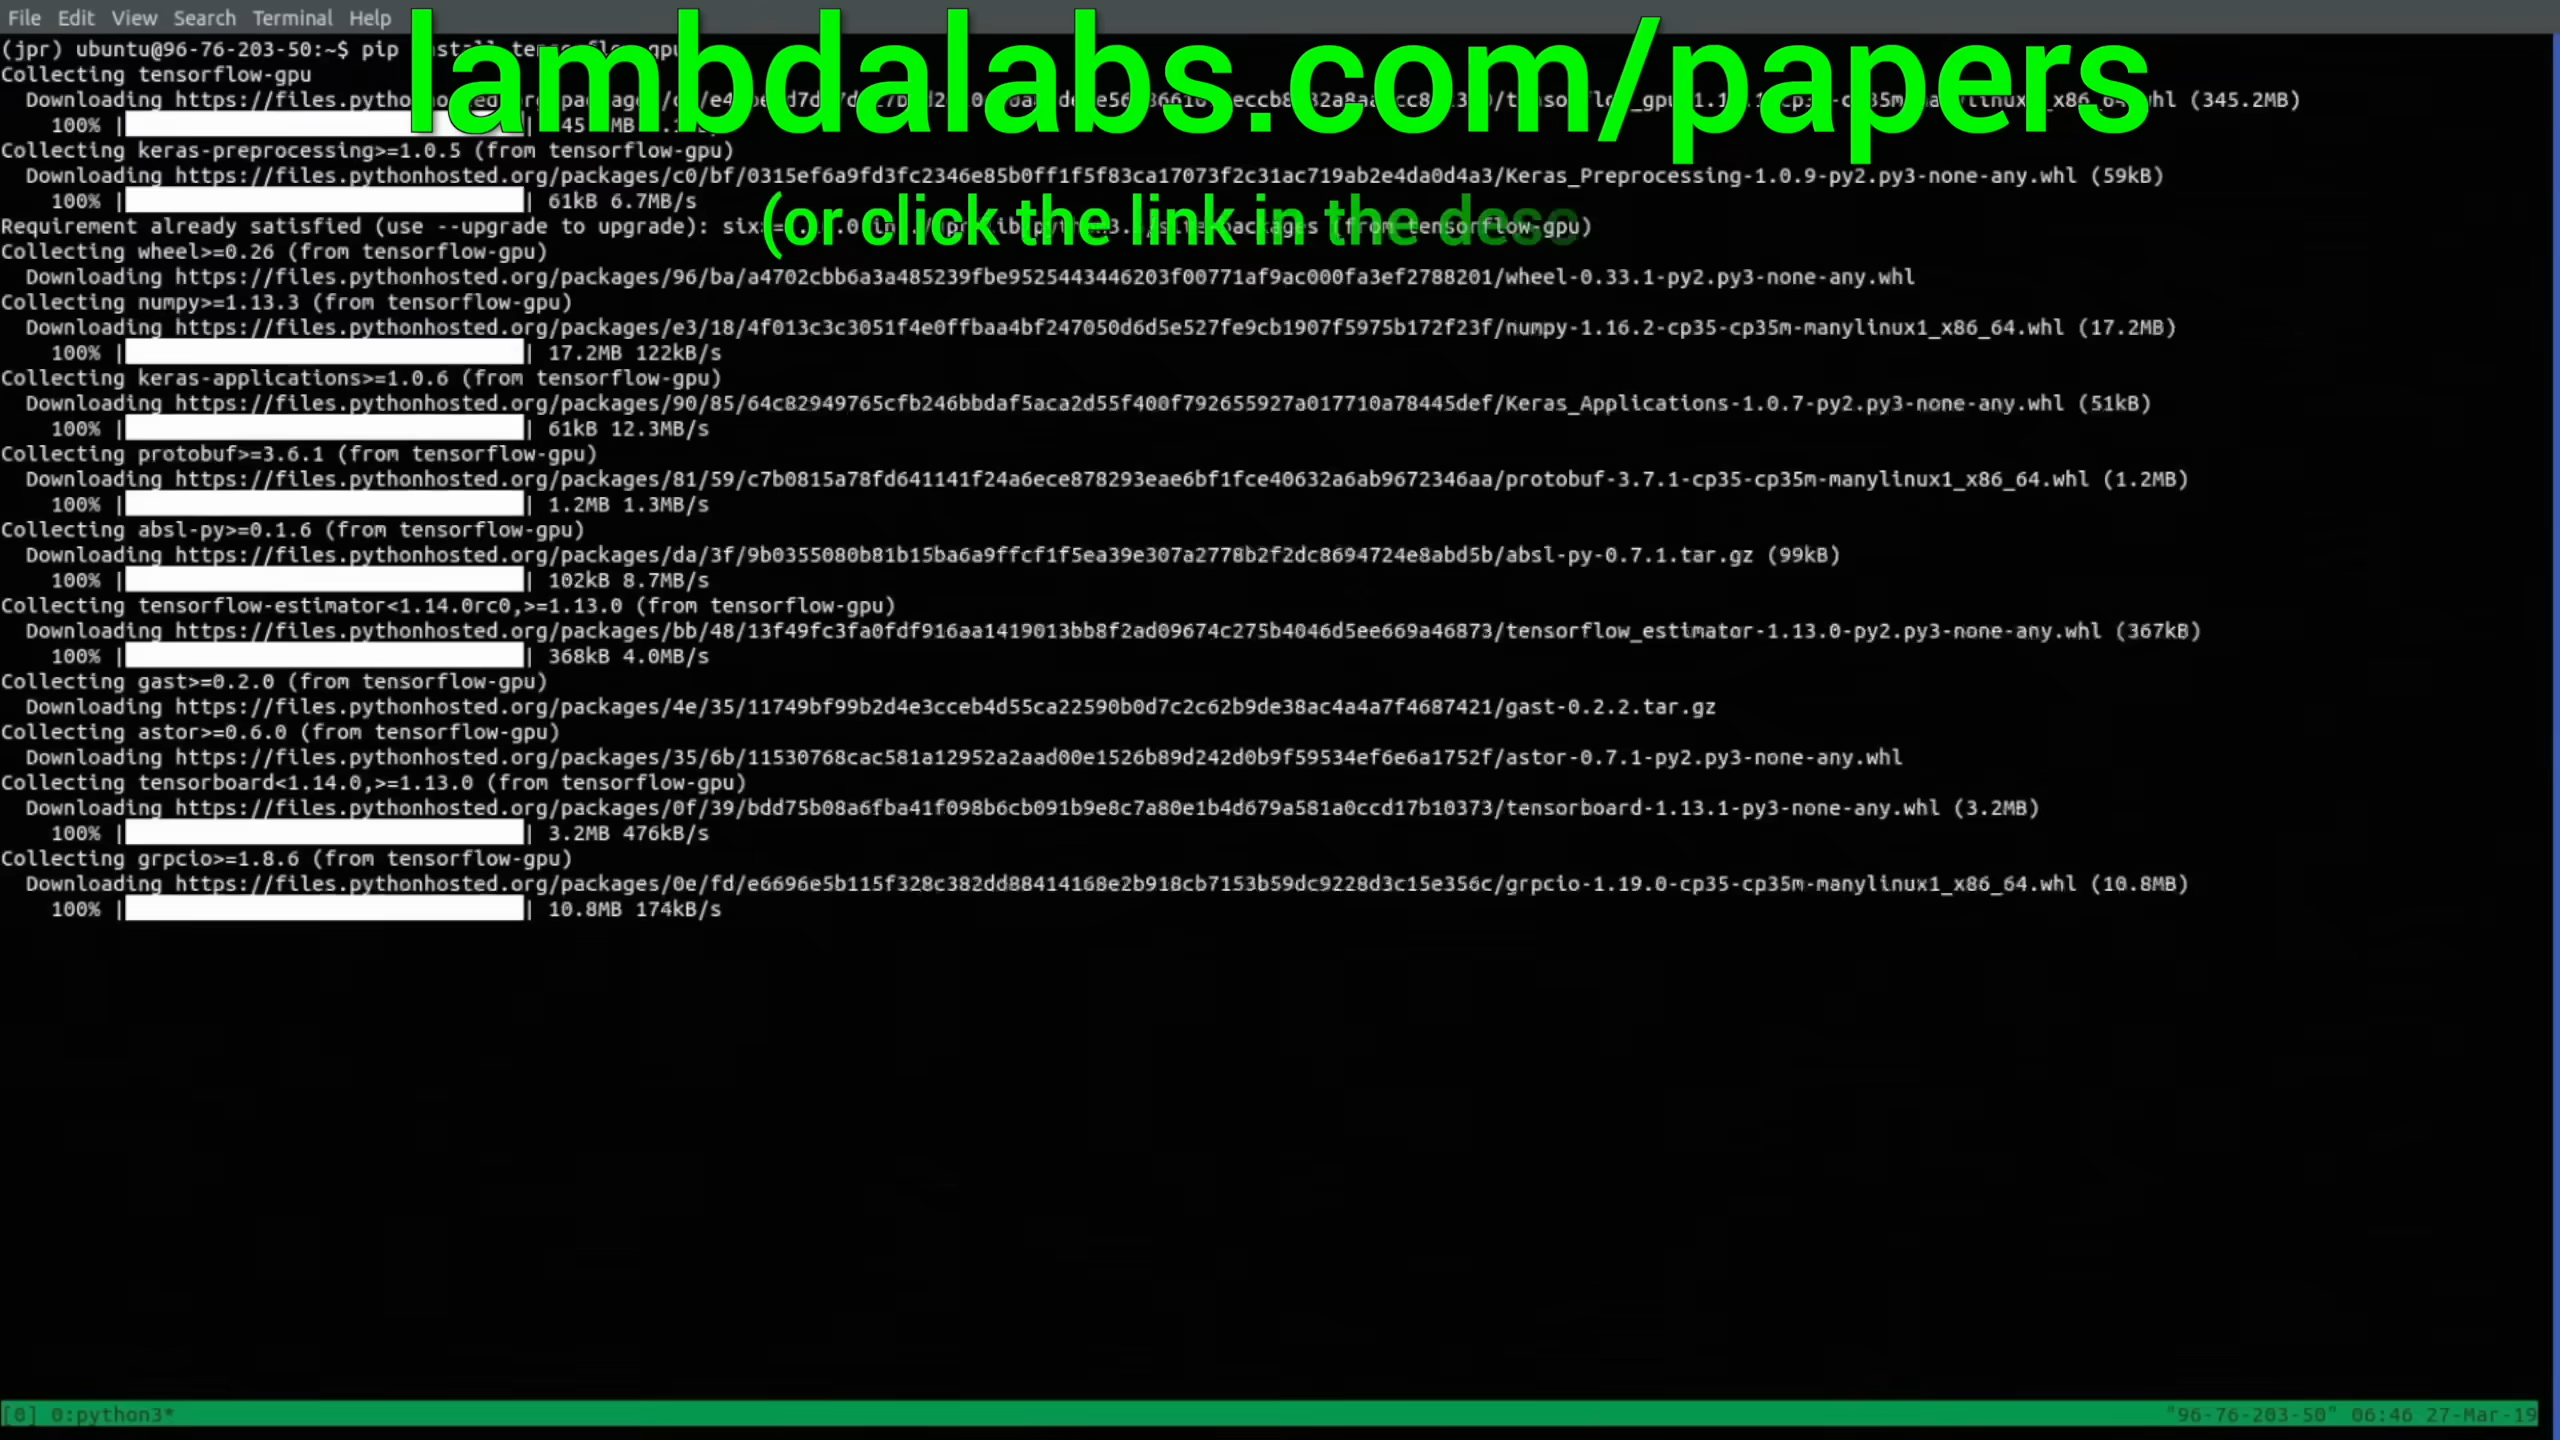 File Edit View Search Terminal Help
lambdalabs.com/papers
(or click the link in the desc
(jpr) ubuntu@96-76-203-50:~$ pip install tensorflow-gpu
Collecting tensorflow-gpu
Downloading (345.2MB)
100% |
Collecting keras-preprocessing>=1.0.5 (from tensorflow-gpu)
Downloading https://files.pythonhosted.org/packages/c0/bf/0315ef6a9fd3fc2346e85b0ff1f5f83ca17073f2c31ac719ab2e4da0d4a3/Keras_Preprocessing-1.0.9-py2.py3-none-any.whl (59kB)
100% | | 61kB 6.7MB/s
Requirement already satisfied (use --upgrade to upgrade): (from tensorflow-gpu)
Collecting wheel>=0.26 (from tensorflow-gpu)
Downloading https://files.pythonhosted.org/packages/96/ba/a4702cbb6a3a485239fbe9525443446203f00771af9ac000fa3ef2788201/wheel-0.33.1-py2.py3-none-any.whl
Collecting numpy>=1.13.3 (from tensorflow-gpu)
Downloading https://files.pythonhosted.org/packages/e3/18/4f013c3c3051f4e0ffbaa4bf247050d6d5e527fe9cb1907f5975b172f23f/numpy-1.16.2-cp35-cp35m-manylinux1_x86_64.whl (17.2MB)
100% | | 17.2MB 122kB/s
Collecting keras-applications>=1.0.6 (from tensorflow-gpu)
Downloading https://files.pythonhosted.org/packages/90/85/64c82949765cfb246bbdaf5aca2d55f400f792655927a017710a78445def/Keras_Applications-1.0.7-py2.py3-none-any.whl (51kB)
100% | | 61kB 12.3MB/s
Collecting protobuf>=3.6.1 (from tensorflow-gpu)
Downloading https://files.pythonhosted.org/packages/81/59/c7b0815a78fd641141f24a6ece878293eae6bf1fce40632a6ab9672346aa/protobuf-3.7.1-cp35-cp35m-manylinux1_x86_64.whl (1.2MB)
100% | | 1.2MB 1.3MB/s
Collecting absl-py>=0.1.6 (from tensorflow-gpu)
Downloading https://files.pythonhosted.org/packages/da/3f/9b0355080b81b15ba6a9ffcf1f5ea39e307a2778b2f2dc8694724e8abd5b/absl-py-0.7.1.tar.gz (99kB)
100% | | 102kB 8.7MB/s
Collecting tensorflow-estimator<1.14.0rc0,>=1.13.0 (from tensorflow-gpu)
Downloading https://files.pythonhosted.org/packages/bb/48/13f49fc3fa0fdf916aa1419013bb8f2ad09674c275b4046d5ee669a46873/tensorflow_estimator-1.13.0-py2.py3-none-any.whl (367kB)
100% | | 368kB 4.0MB/s
Collecting gast>=0.2.0 (from tensorflow-gpu)
Downloading https://files.pythonhosted.org/packages/4e/35/11749bf99b2d4e3cceb4d55ca22590b0d7c2c62b9de38ac4a4a7f4687421/gast-0.2.2.tar.gz
Collecting astor>=0.6.0 (from tensorflow-gpu)
Downloading https://files.pythonhosted.org/packages/35/6b/11530768cac581a12952a2aad00e1526b89d242d0b9f59534ef6e6a1752f/astor-0.7.1-py2.py3-none-any.whl
Collecting tensorboard<1.14.0,>=1.13.0 (from tensorflow-gpu)
Downloading https://files.pythonhosted.org/packages/0f/39/bdd75b08a6fba41f098b6cb091b9e8c7a80e1b4d679a581a0ccd17b10373/tensorboard-1.13.1-py3-none-any.whl (3.2MB)
100% | | 3.2MB 476kB/s
Collecting grpcio>=1.8.6 (from tensorflow-gpu)
Downloading https://files.pythonhosted.org/packages/0e/fd/e6696e5b115f328c382dd88414168e2b918cb7153b59dc9228d3c15e356c/grpcio-1.19.0-cp35-cp35m-manylinux1_x86_64.whl (10.8MB)
100% | | 10.8MB 174kB/s
[0] 0:python3* "96-76-203-50" 06:46 27-Mar-19